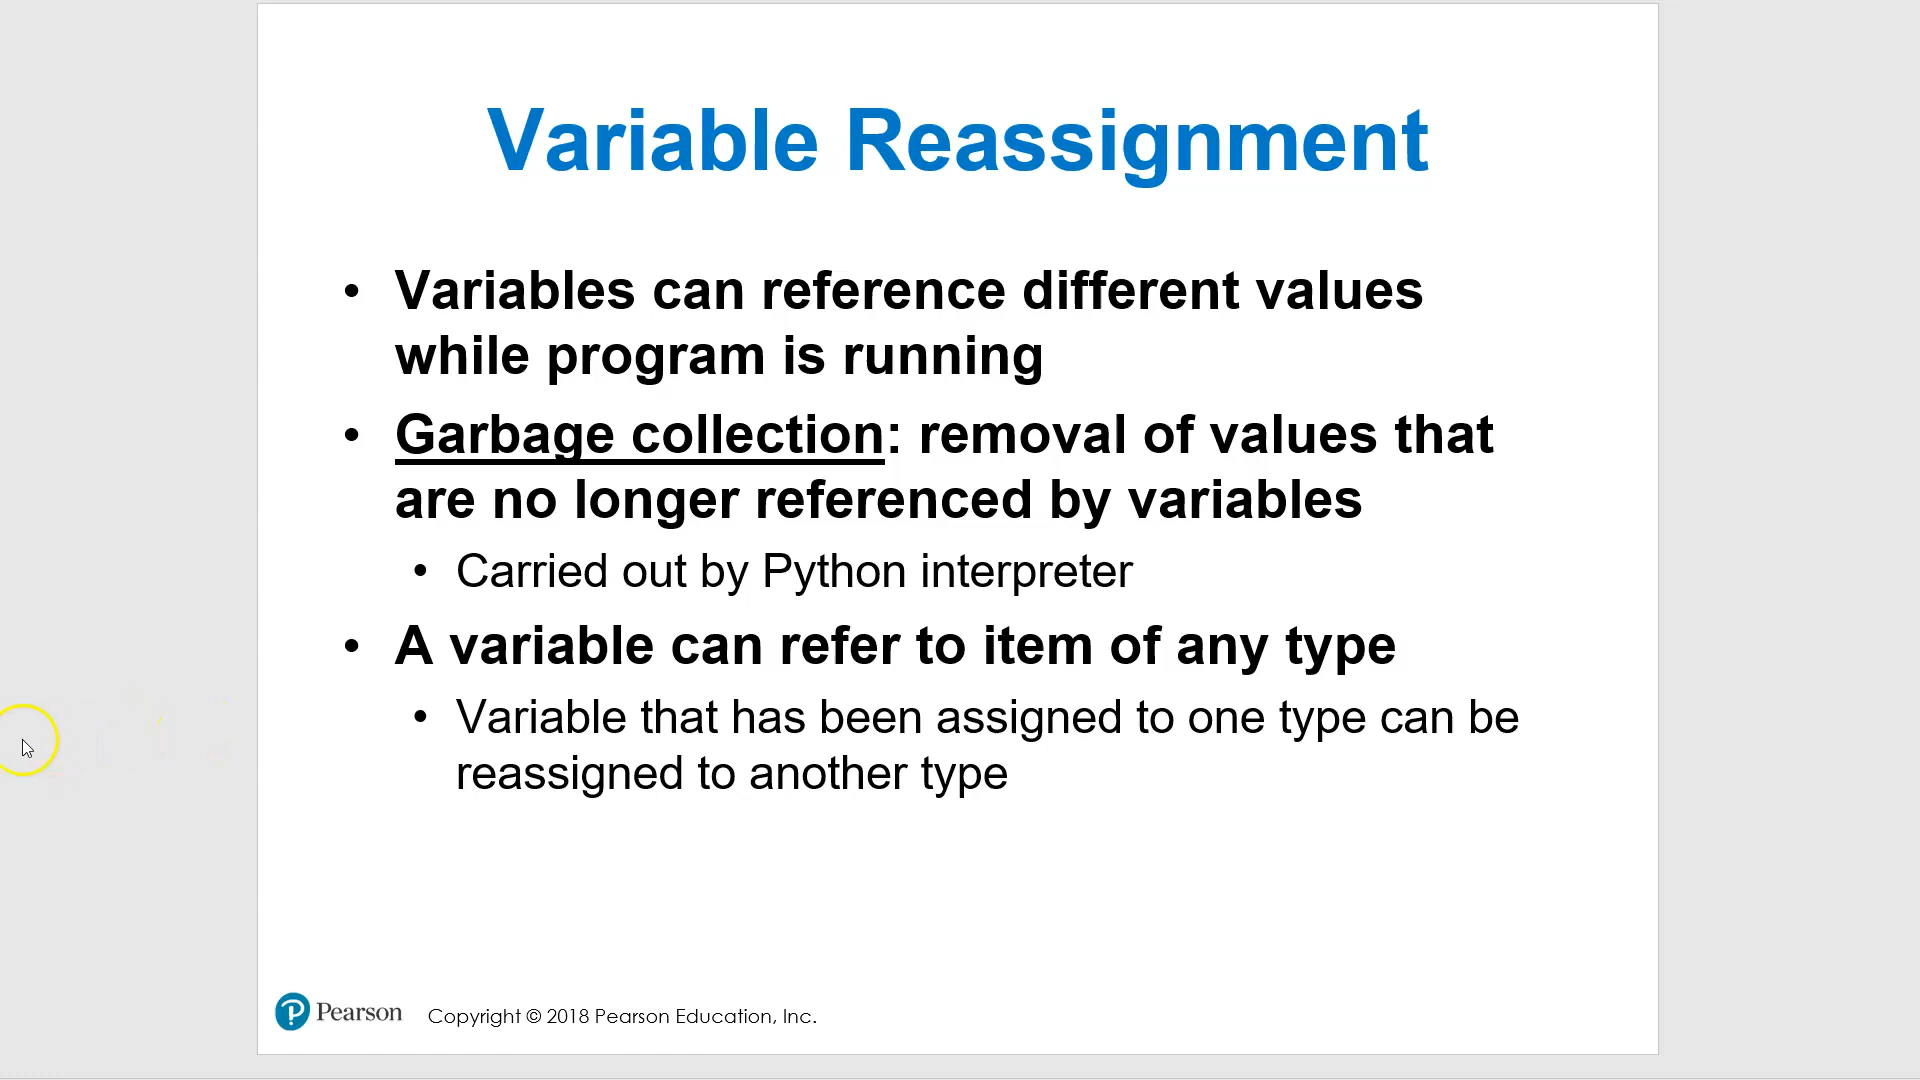 Variable Reassignment
• Variables can reference different values
while program is running
• Garbage collection: removal of values that
are no longer referenced by variables
• Carried out by Python interpreter
• A variable can refer to item of any type
• Variable that has been assigned to one type can be
reassigned to another type
Pearson Copyright © 2018 Pearson Education, Inc.